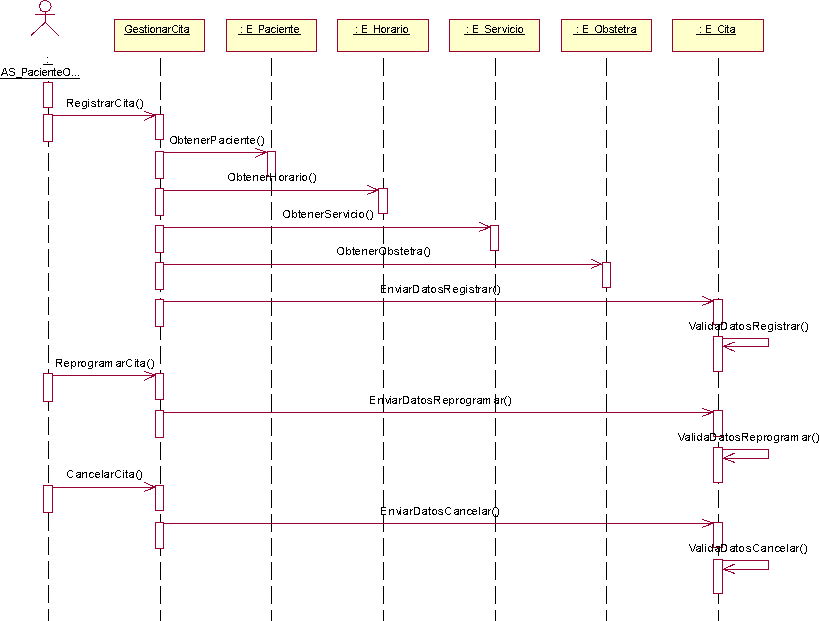 GestionarCita
: E_Paciente
: E_Horario
: E_Servicio
: E_Obstetra
: E_Cita
:
AS_PacienteO...
RegistrarCita()
ObtenerPaciente()
ObtenerHorario()
ObtenerServicio()
ObtenerObstetra()
EnviarDatosRegistrar()
ValidaDatosRegistrar()
ReprogramarCita()
EnviarDatosReprogramar()
ValidaDatosReprogramar()
CancelarCita()
EnviarDatosCancelar()
ValidaDatosCancelar()